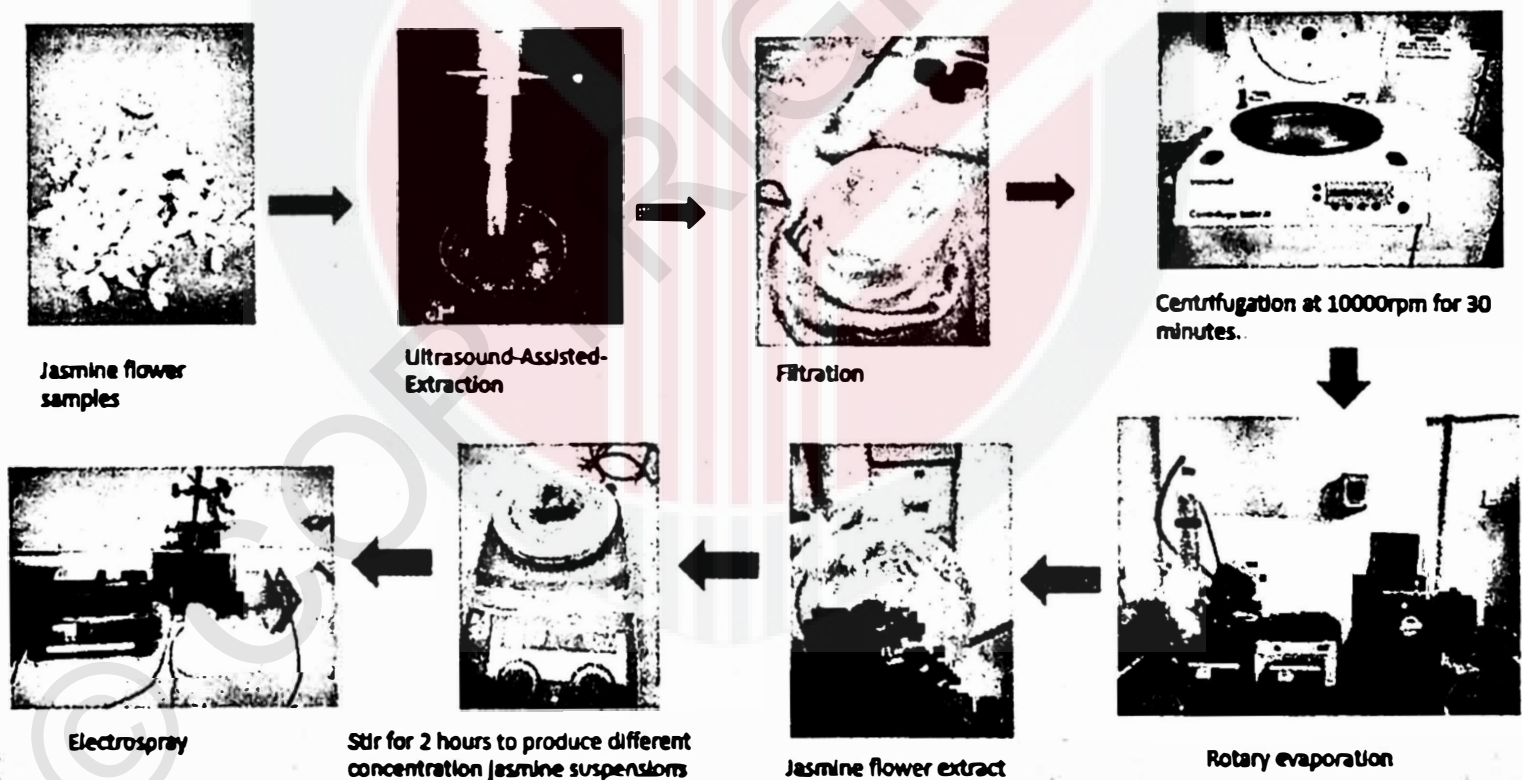 Jasmine flower
samples
Ultrasound-Assisted-
Extraction
Filtration
Centrifugation at 10000rpm for 30
minutes.
Rotary evaporation
Jasmine flower extract
Stir for 2 hours to produce different
concentration jasmine suspensions
Electrospray
© COPYRIG